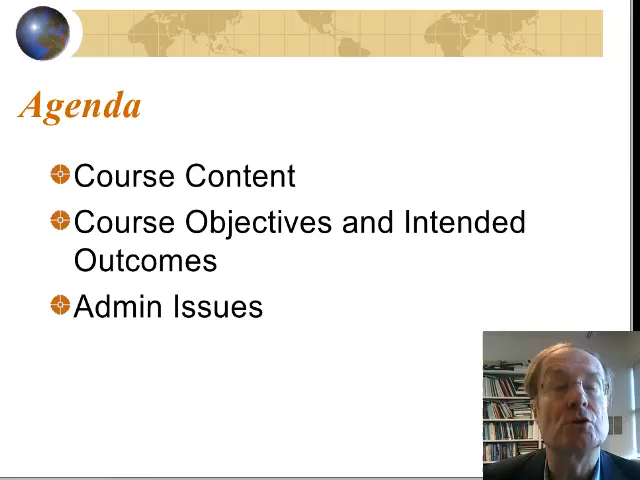 Agenda
Course Content
Course Objectives and Intended
Outcomes
Admin Issues